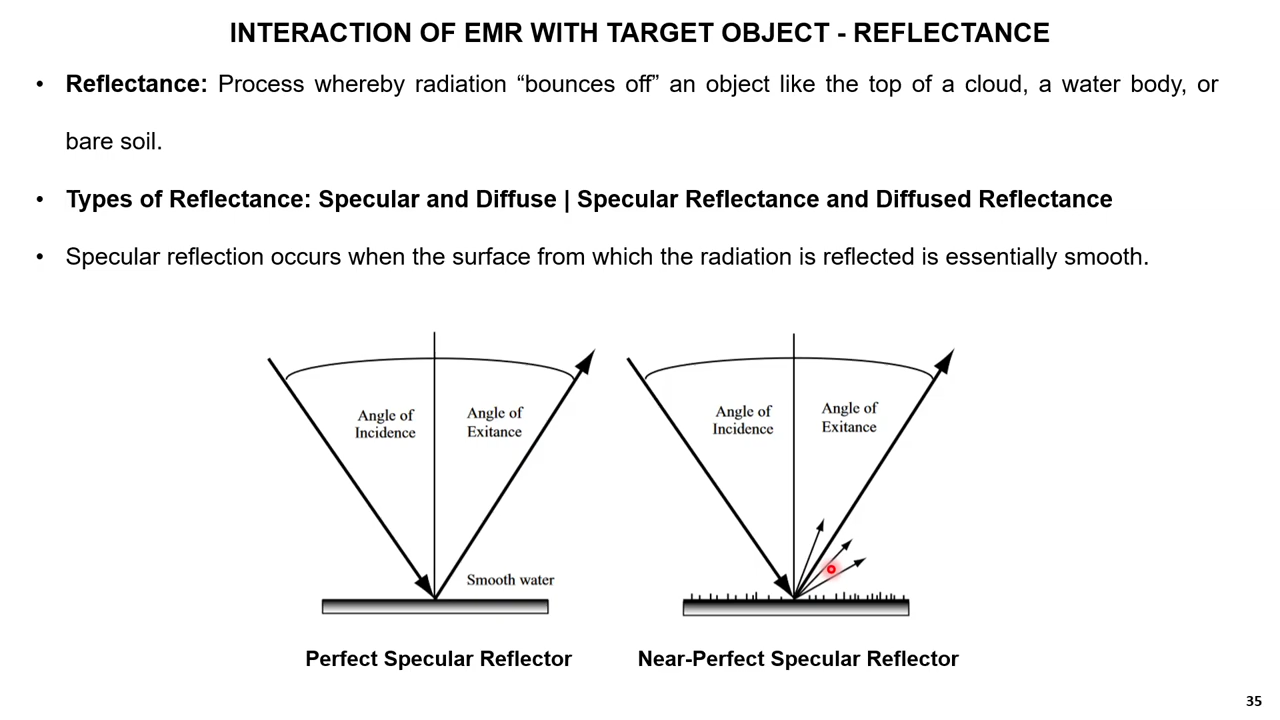 INTERACTION OF EMR WITH TARGET OBJECT - REFLECTANCE
• Reflectance: Process whereby radiation “bounces off” an object like the top of a cloud, a water body, or
bare soil.
• Types of Reflectance: Specular and Diffuse | Specular Reflectance and Diffused Reflectance
• Specular reflection occurs when the surface from which the radiation is reflected is essentially smooth.
Angle of
Incidence
Angle of
Exitance
Smooth water
Perfect Specular Reflector
Angle of
Incidence
Angle of
Exitance
Near-Perfect Specular Reflector
35